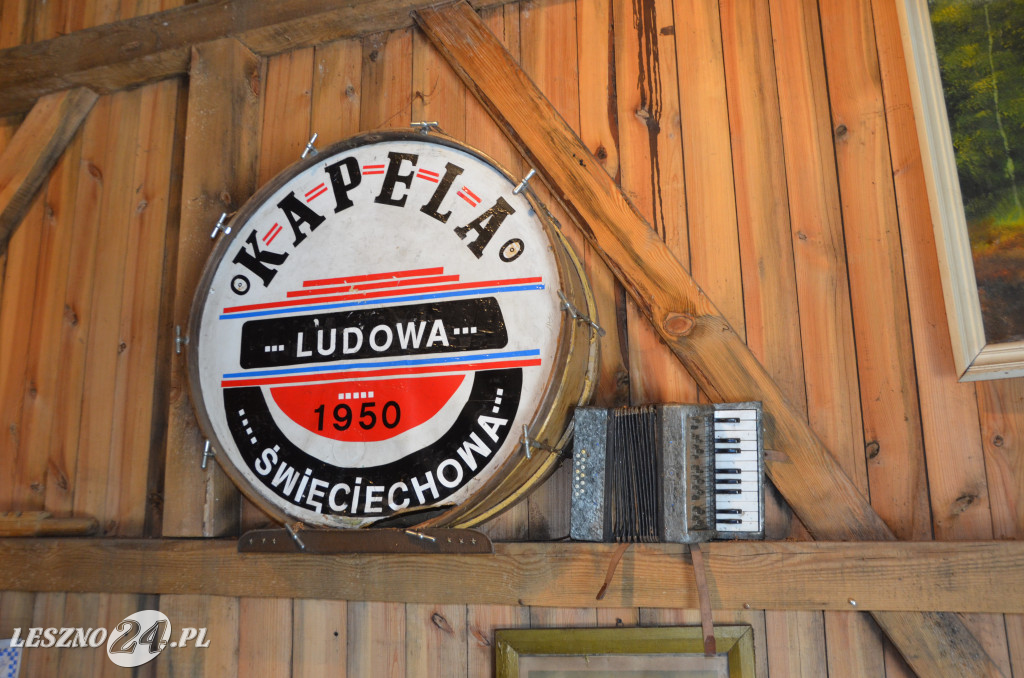 KAPELA
LUDOWA
1950
ŚWIĘCIECHOWA
LESZNO24.PL